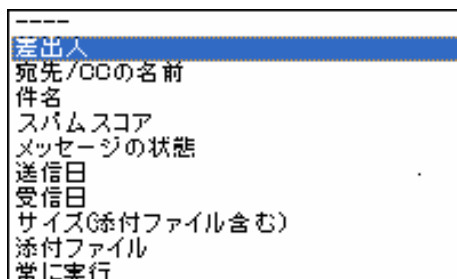 ----
差出人
宛先/CCの名前
件名
スパムスコア
メッセージの状態
送信日
受信日
サイズ(添付ファイル含む)
添付ファイル
常に実行